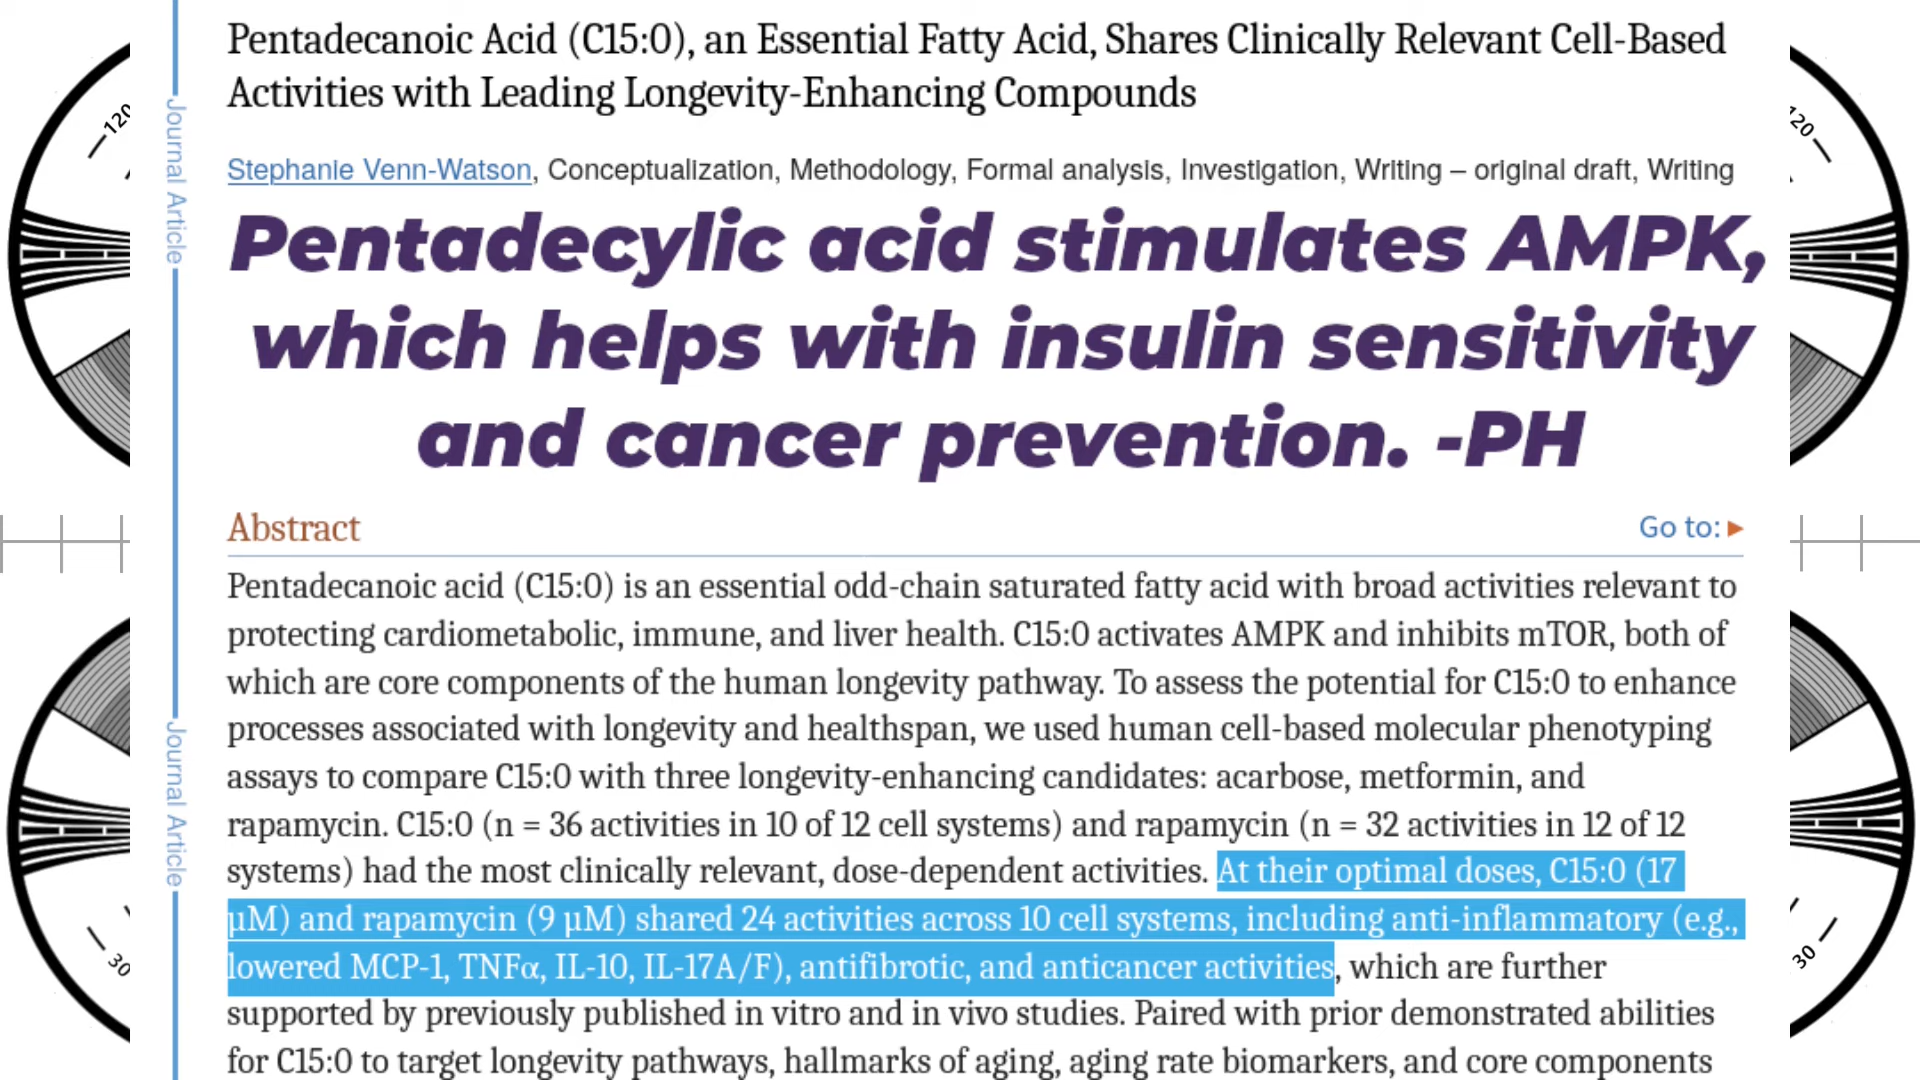 Pentadecanoic Acid (C15:0), an Essential Fatty Acid, Shares Clinically Relevant Cell-Based
Activities with Leading Longevity-Enhancing Compounds
Stephanie Venn-Watson, Conceptualization, Methodology, Formal analysis, Investigation, Writing – original draft, Writing
Pentadecylic acid stimulates AMPK,
which helps with insulin sensitivity
and cancer prevention. -PH
Abstract
Go to: ▸
Pentadecanoic acid (C15:0) is an essential odd-chain saturated fatty acid with broad activities relevant to
protecting cardiometabolic, immune, and liver health. C15:0 activates AMPK and inhibits mTOR, both of
which are core components of the human longevity pathway. To assess the potential for C15:0 to enhance
processes associated with longevity and healthspan, we used human cell-based molecular phenotyping
assays to compare C15:0 with three longevity-enhancing candidates: acarbose, metformin, and
rapamycin. C15:0 (n = 36 activities in 10 of 12 cell systems) and rapamycin (n = 32 activities in 12 of 12
systems) had the most clinically relevant, dose-dependent activities. At their optimal doses, C15:0 (17
µM) and rapamycin (9 µM) shared 24 activities across 10 cell systems, including anti-inflammatory (e.g.,
lowered MCP-1, TNFα, IL-10, IL-17A/F), antifibrotic, and anticancer activities, which are further
supported by previously published in vitro and in vivo studies. Paired with prior demonstrated abilities
for C15:0 to target longevity pathways, hallmarks of aging, aging rate biomarkers, and core components
Journal Article
Journal Article
120
120
30
30